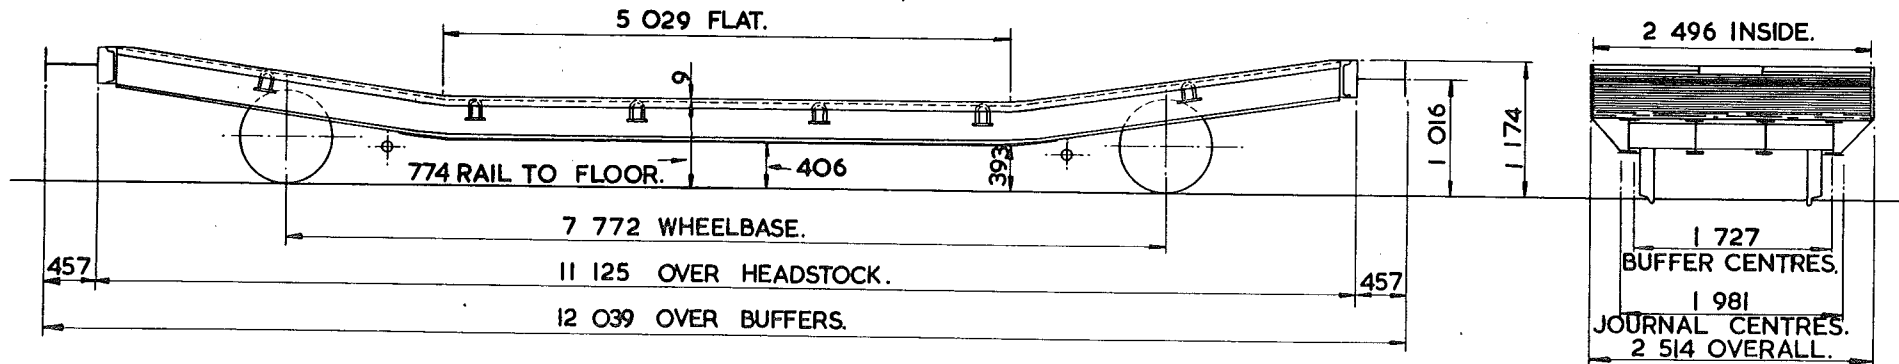 5 029 FLAT.
2 496 INSIDE.
9
1 016
1 174
774 RAIL TO FLOOR.
406
393
7 772 WHEELBASE.
1 727
BUFFER CENTRES.
457
11 125 OVER HEADSTOCK.
457
1 981
JOURNAL CENTRES.
12 039 OVER BUFFERS.
2 514 OVERALL.